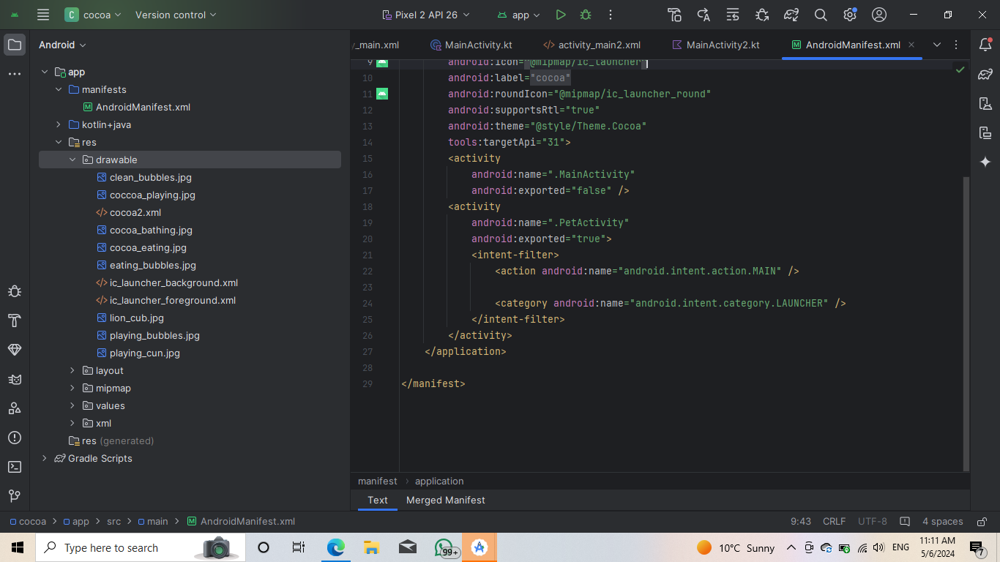 C cocoa Version control Pixel 2 API 26 app
Android
_main.xml MainActivity.kt activity_main2.xml MainActivity2.kt AndroidManifest.xml
app
manifests
AndroidManifest.xml
kotlin+java
res
drawable
clean_bubbles.jpg
coccoa_playing.jpg
cocoa2.xml
cocoa_bathing.jpg
cocoa_eating.jpg
eating_bubbles.jpg
ic_launcher_background.xml
ic_launcher_foreground.xml
lion_cub.jpg
playing_bubbles.jpg
playing_cun.jpg
layout
mipmap
values
xml
res (generated)
Gradle Scripts
9 android:icon="@mipmap/ic_launcher"
10 android:label="cocoa"
11 android:roundIcon="@mipmap/ic_launcher_round"
12 android:supportsRtl="true"
13 android:theme="@style/Theme.Cocoa"
14 tools:targetApi="31">
15 <activity
16 android:name=".MainActivity"
17 android:exported="false" />
18 <activity
19 android:name=".PetActivity"
20 android:exported="true">
21 <intent-filter>
22 <action android:name="android.intent.action.MAIN" />
23
24 <category android:name="android.intent.category.LAUNCHER" />
25 </intent-filter>
26 </activity>
27 </application>
28
29 </manifest>
manifest › application
Text Merged Manifest
cocoa > app > src > main > AndroidManifest.xml 9:43 CRLF UTF-8 4 spaces
Type here to search 99+ 10°C Sunny ENG 11:11 AM
5/6/2024 7